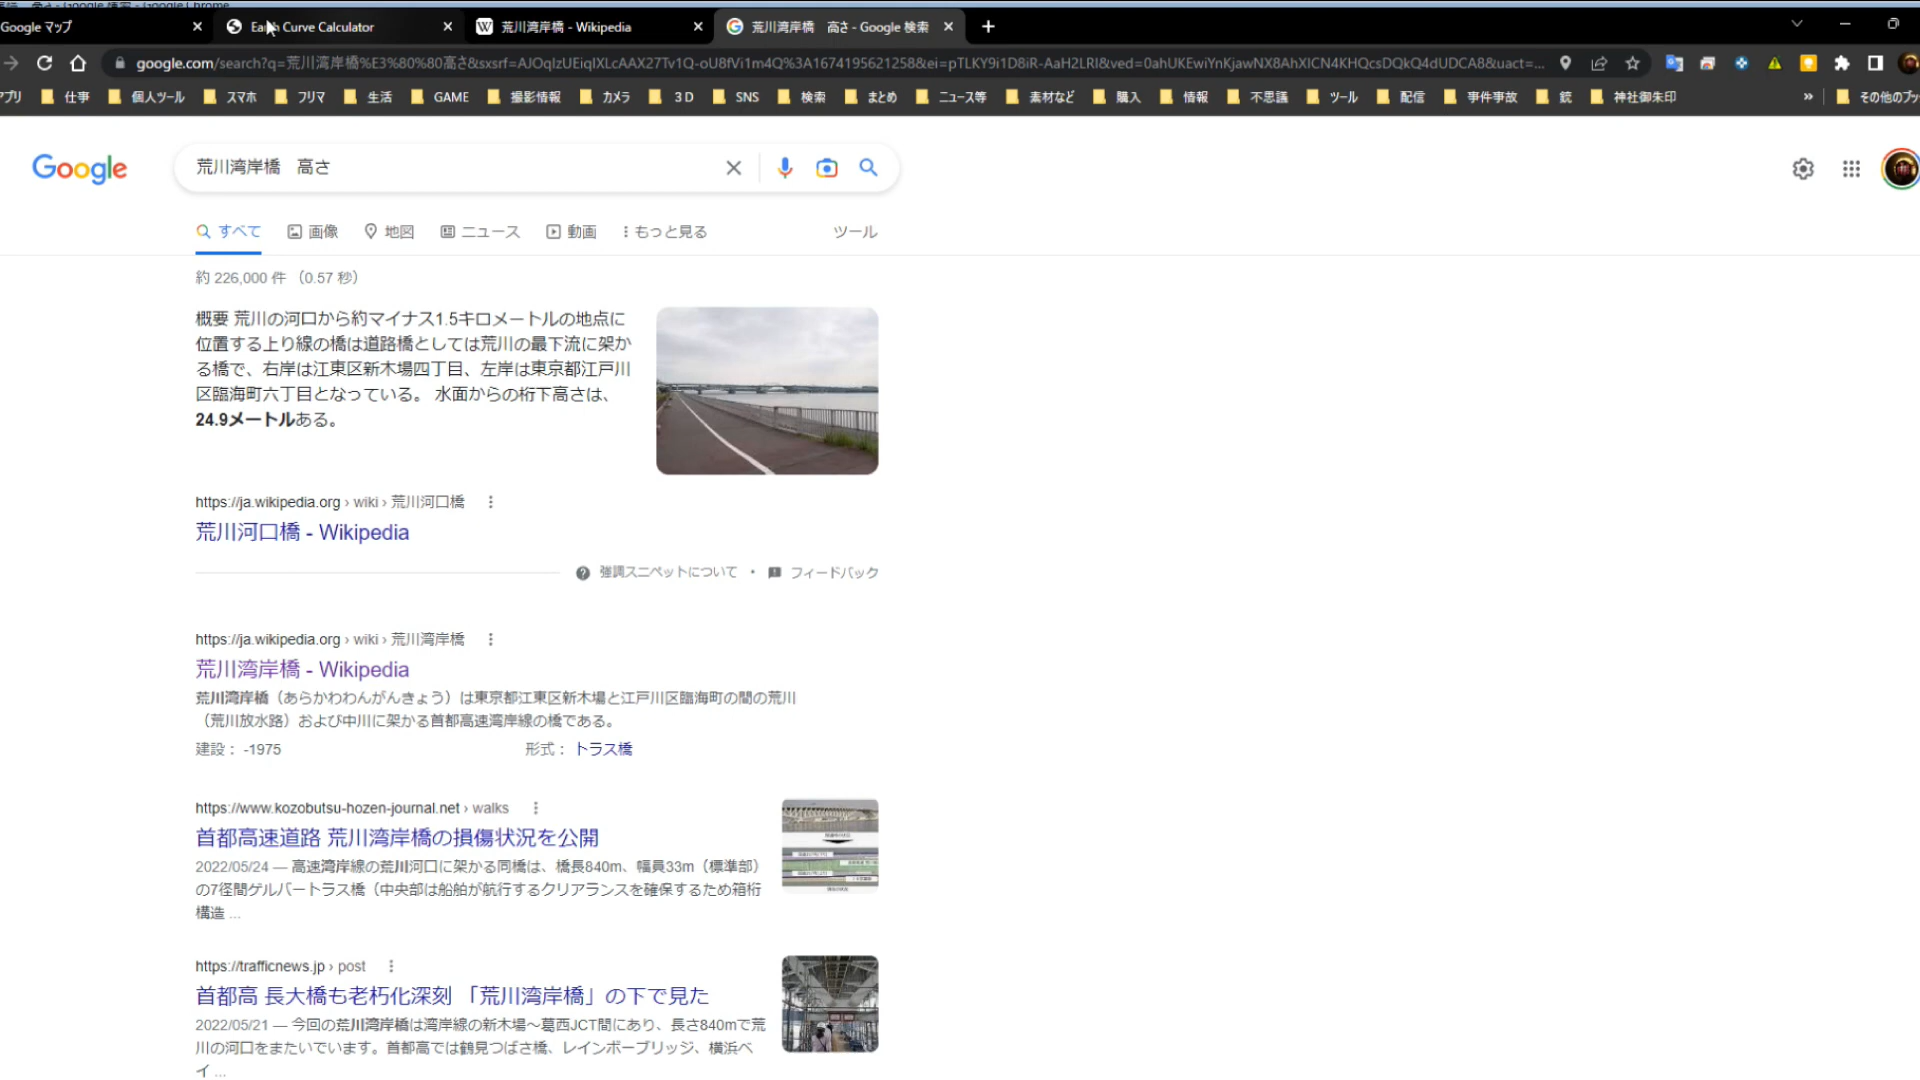 Google マップ
Earth Curve Calculator
荒川湾岸橋 - Wikipedia
荒川湾岸橋 高さ - Google 検索
google.com/search?q=荒川湾岸橋%E3%80%80高さ&sxsrf=AJOqlzUEiqIXLcAAX27Tv1Q-oU8fVi1m4Q%3A1674195621258&ei=pTLKY9i1D8iR-AaH2LRI&ved=0ahUKEwiYnKjawNX8AhXICN4KHQcsDQkQ4dUDCA8&uact=...
アプリ 仕事 個人ツール スマホ フリマ 生活 GAME 撮影情報 カメラ 3D SNS 検索 まとめ ニュース等 素材など 購入 情報 不思議 ツール 配信 事件事故 銃 神社御朱印 » その他のブッ
Google
荒川湾岸橋 高さ
すべて 画像 地図 ニュース 動画 もっと見る ツール
約 226,000 件 （0.57 秒）
概要 荒川の河口から約マイナス1.5キロメートルの地点に
位置する上り線の橋は道路橋としては荒川の最下流に架か
る橋で、右岸は江東区新木場四丁目、左岸は東京都江戸川
区臨海町六丁目となっている。 水面からの桁下高さは、
24.9メートルある。
https://ja.wikipedia.org › wiki › 荒川河口橋
荒川河口橋 - Wikipedia
強調スニペットについて • フィードバック
https://ja.wikipedia.org › wiki › 荒川湾岸橋
荒川湾岸橋 - Wikipedia
荒川湾岸橋（あらかわわんがんきょう）は東京都江東区新木場と江戸川区臨海町の間の荒川
（荒川放水路）および中川に架かる首都高速湾岸線の橋である。
建設： -1975 形式： トラス橋
https://www.kozobutsu-hozen-journal.net › walks
首都高速道路 荒川湾岸橋の損傷状況を公開
2022/05/24 — 高速湾岸線の荒川河口に架かる同橋は、橋長840m、幅員33m（標準部）
の7径間ゲルバートラス橋（中央部は船舶が航行するクリアランスを確保するため箱桁
構造 ...
https://trafficnews.jp › post
首都高 長大橋も老朽化深刻 「荒川湾岸橋」の下で見た
2022/05/21 — 今回の荒川湾岸橋は湾岸線の新木場～葛西JCT間にあり、長さ840mで荒
川の河口をまたいでいます。首都高では鶴見つばさ橋、レインボーブリッジ、横浜ベ
イ ...